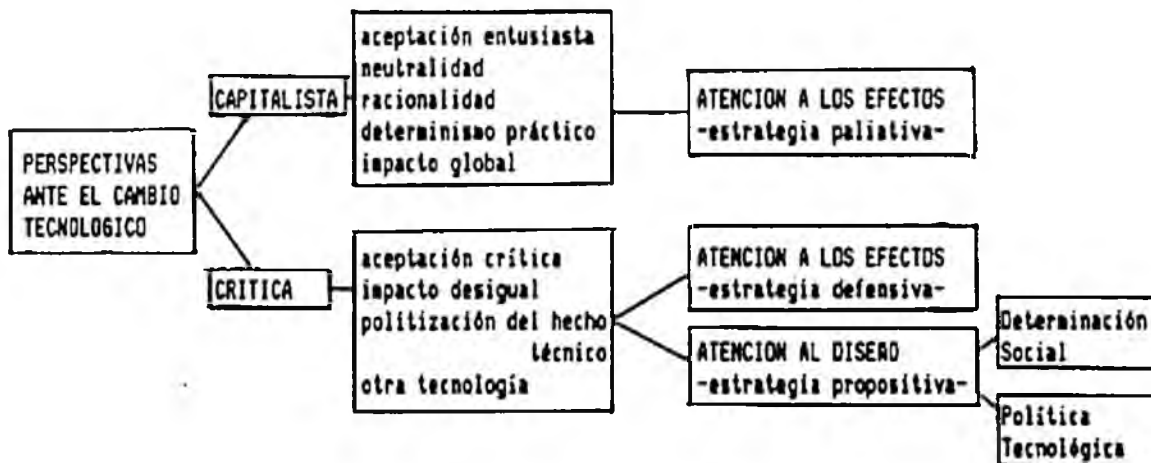 PERSPECTIVAS
ANTE EL CAMBIO
TECNOLOGICO
CAPITALISTA
aceptación entusiasta
neutralidad
racionalidad
determinismo práctico
impacto global
ATENCION A LOS EFECTOS
-estrategia paliativa-
CRITICA
aceptación crítica
impacto desigual
politización del hecho
técnico
otra tecnología
ATENCION A LOS EFECTOS
-estrategia defensiva-
ATENCION AL DISEÑO
-estrategia propositiva-
Determinación
Social
Política
Tecnológica